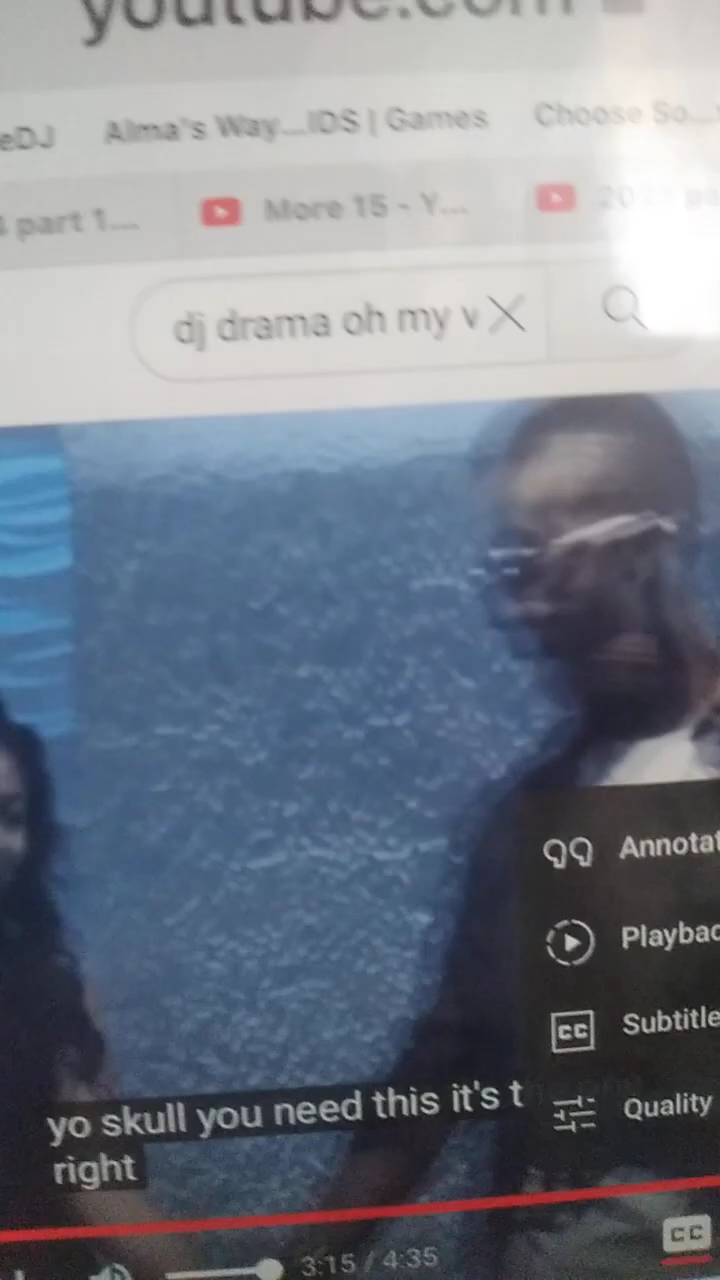 youtube.com
eDJ Alma's Way...IDS | Games Choose So...
part 1... More 15 - Y...
dj drama oh my v
Annotat
Playbac
CC Subtitle
Quality
yo skull you need this it's t
right
3:15 / 4:35 CC